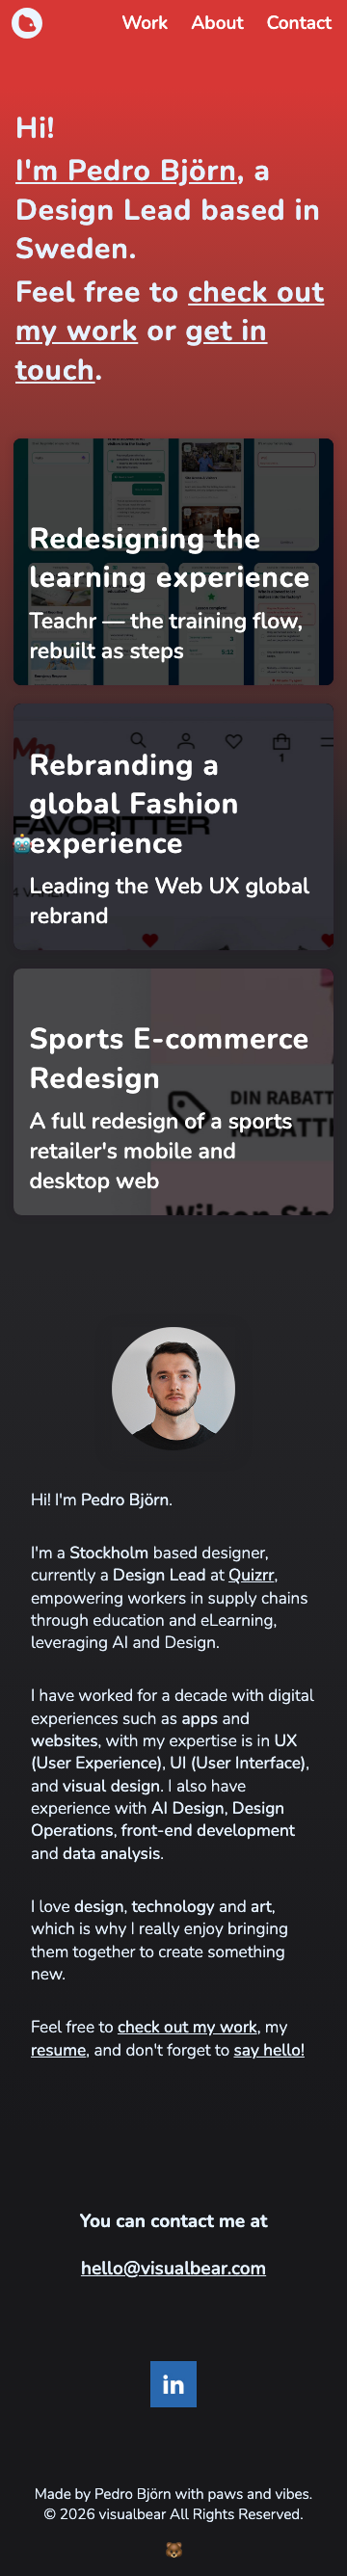 Work About Contact
Hi!
I'm Pedro Björn, a
Design Lead based in
Sweden.
Feel free to check out
my work or get in
touch.
Redesigning the
learning experience
Teachr — the training flow,
rebuilt as steps
Mm
1
Rebranding a
global Fashion
FAVORITTER
experience
Leading the Web UX global
rebrand
Sports E-commerce
Redesign
DIN RABATT
RABATT
A full redesign of a sports
retailer's mobile and
desktop web
Wilson Sta
Hi! I'm Pedro Björn.
I'm a Stockholm based designer,
currently a Design Lead at Quizrr,
empowering workers in supply chains
through education and eLearning,
leveraging AI and Design.
I have worked for a decade with digital
experiences such as apps and
websites, with my expertise is in UX
(User Experience), UI (User Interface),
and visual design. I also have
experience with AI Design, Design
Operations, front-end development
and data analysis.
I love design, technology and art,
which is why I really enjoy bringing
them together to create something
new.
Feel free to check out my work, my
resume, and don't forget to say hello!
You can contact me at
hello@visualbear.com
in
Made by Pedro Björn with paws and vibes.
© 2026 visualbear All Rights Reserved.